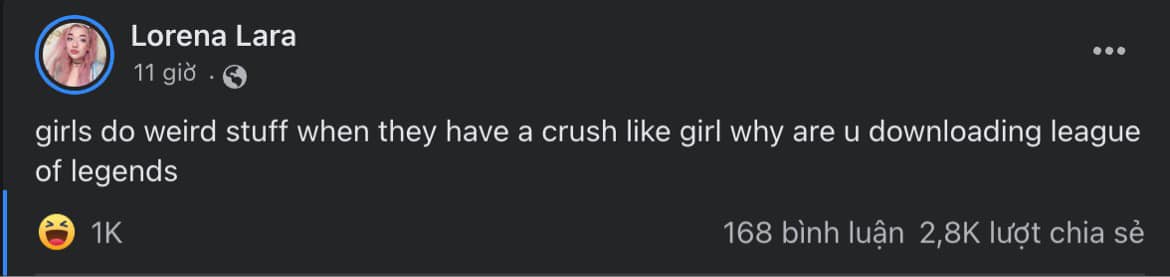 Lorena Lara
11 giờ ·
girls do weird stuff when they have a crush like girl why are u downloading league
of legends
1K 168 bình luận 2,8K lượt chia sẻ